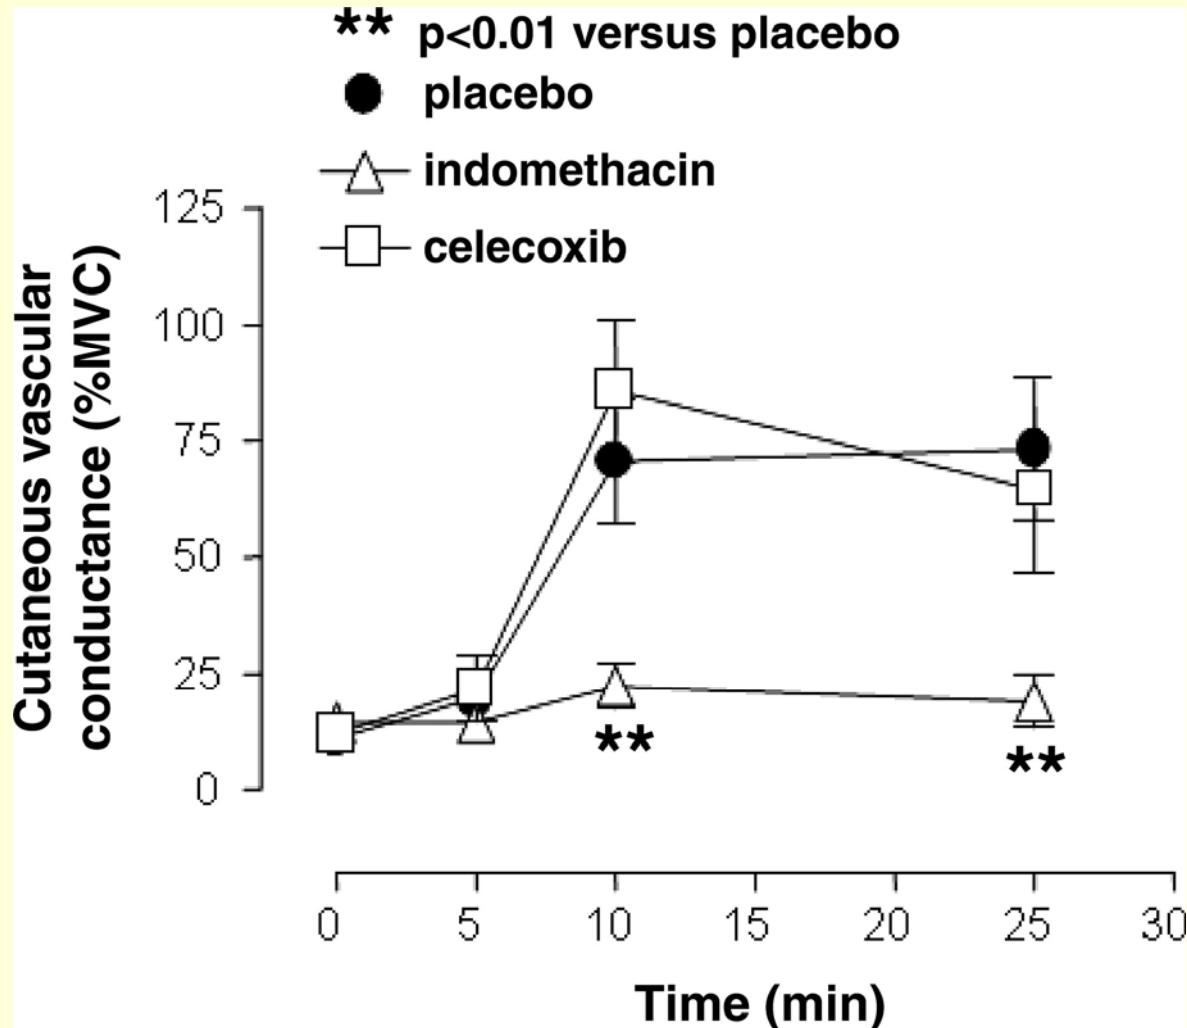 ** p<0.01 versus placebo
placebo
indomethacin
celecoxib
Cutaneous vascular
conductance (%MVC)
125
100
75
50
25
0
**
**
0 5 10 15 20 25 30
Time (min)